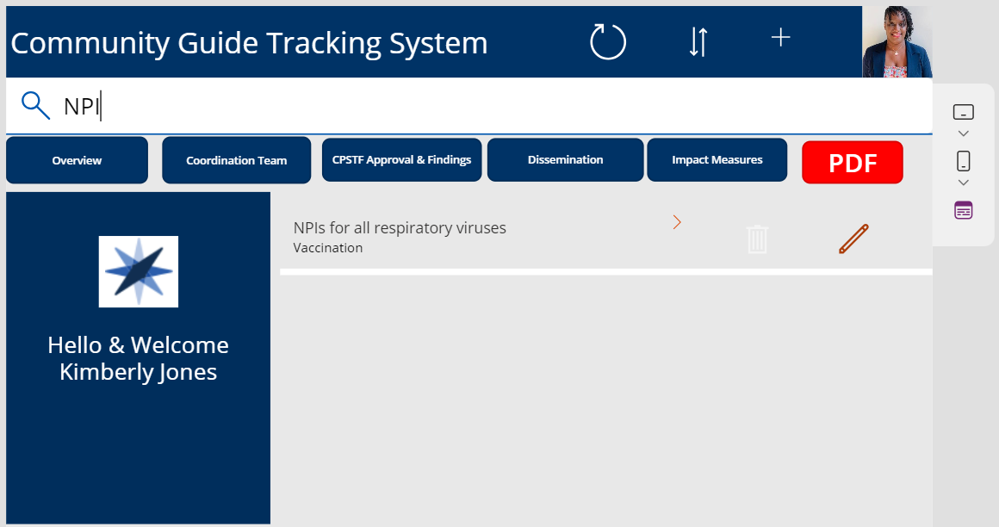 Community Guide Tracking System
NPI
Overview
Coordination Team
CPSTF Approval & Findings
Dissemination
Impact Measures
PDF
NPIs for all respiratory viruses
Vaccination
Hello & Welcome
Kimberly Jones